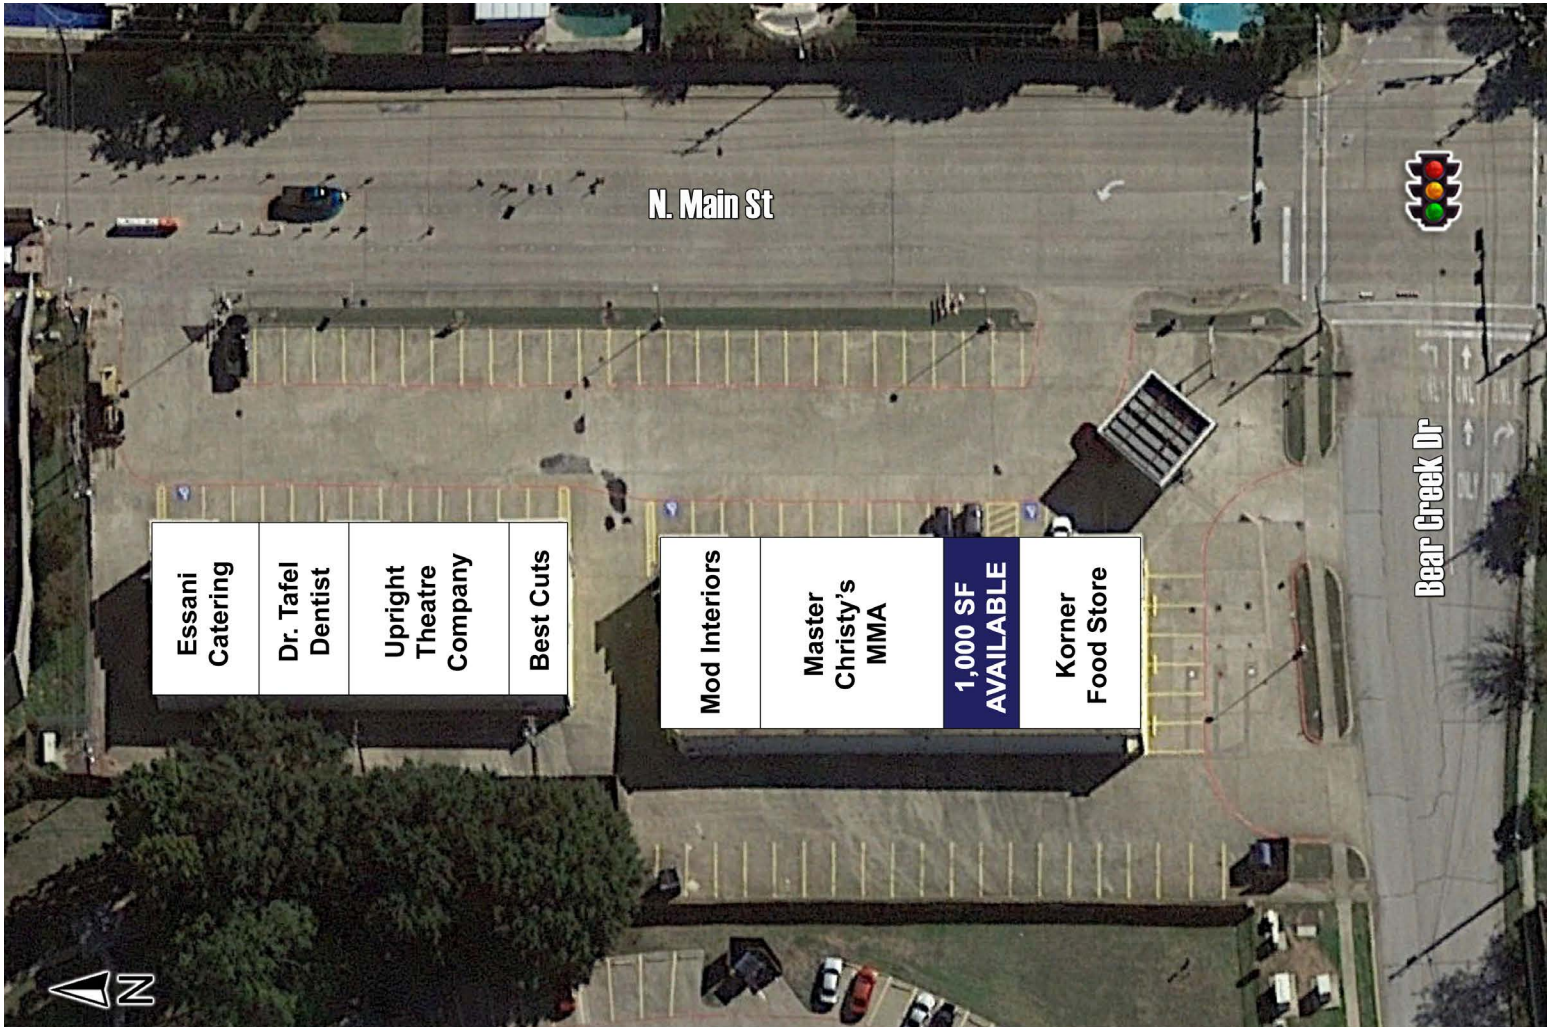 N. Main St
Bear Creek Dr
Essani
Catering
Dr. Tafel
Dentist
Upright
Theatre
Company
Best Cuts
Mod Interiors
Master
Christy's
MMA
1,000 SF
AVAILABLE
Korner
Food Store
N